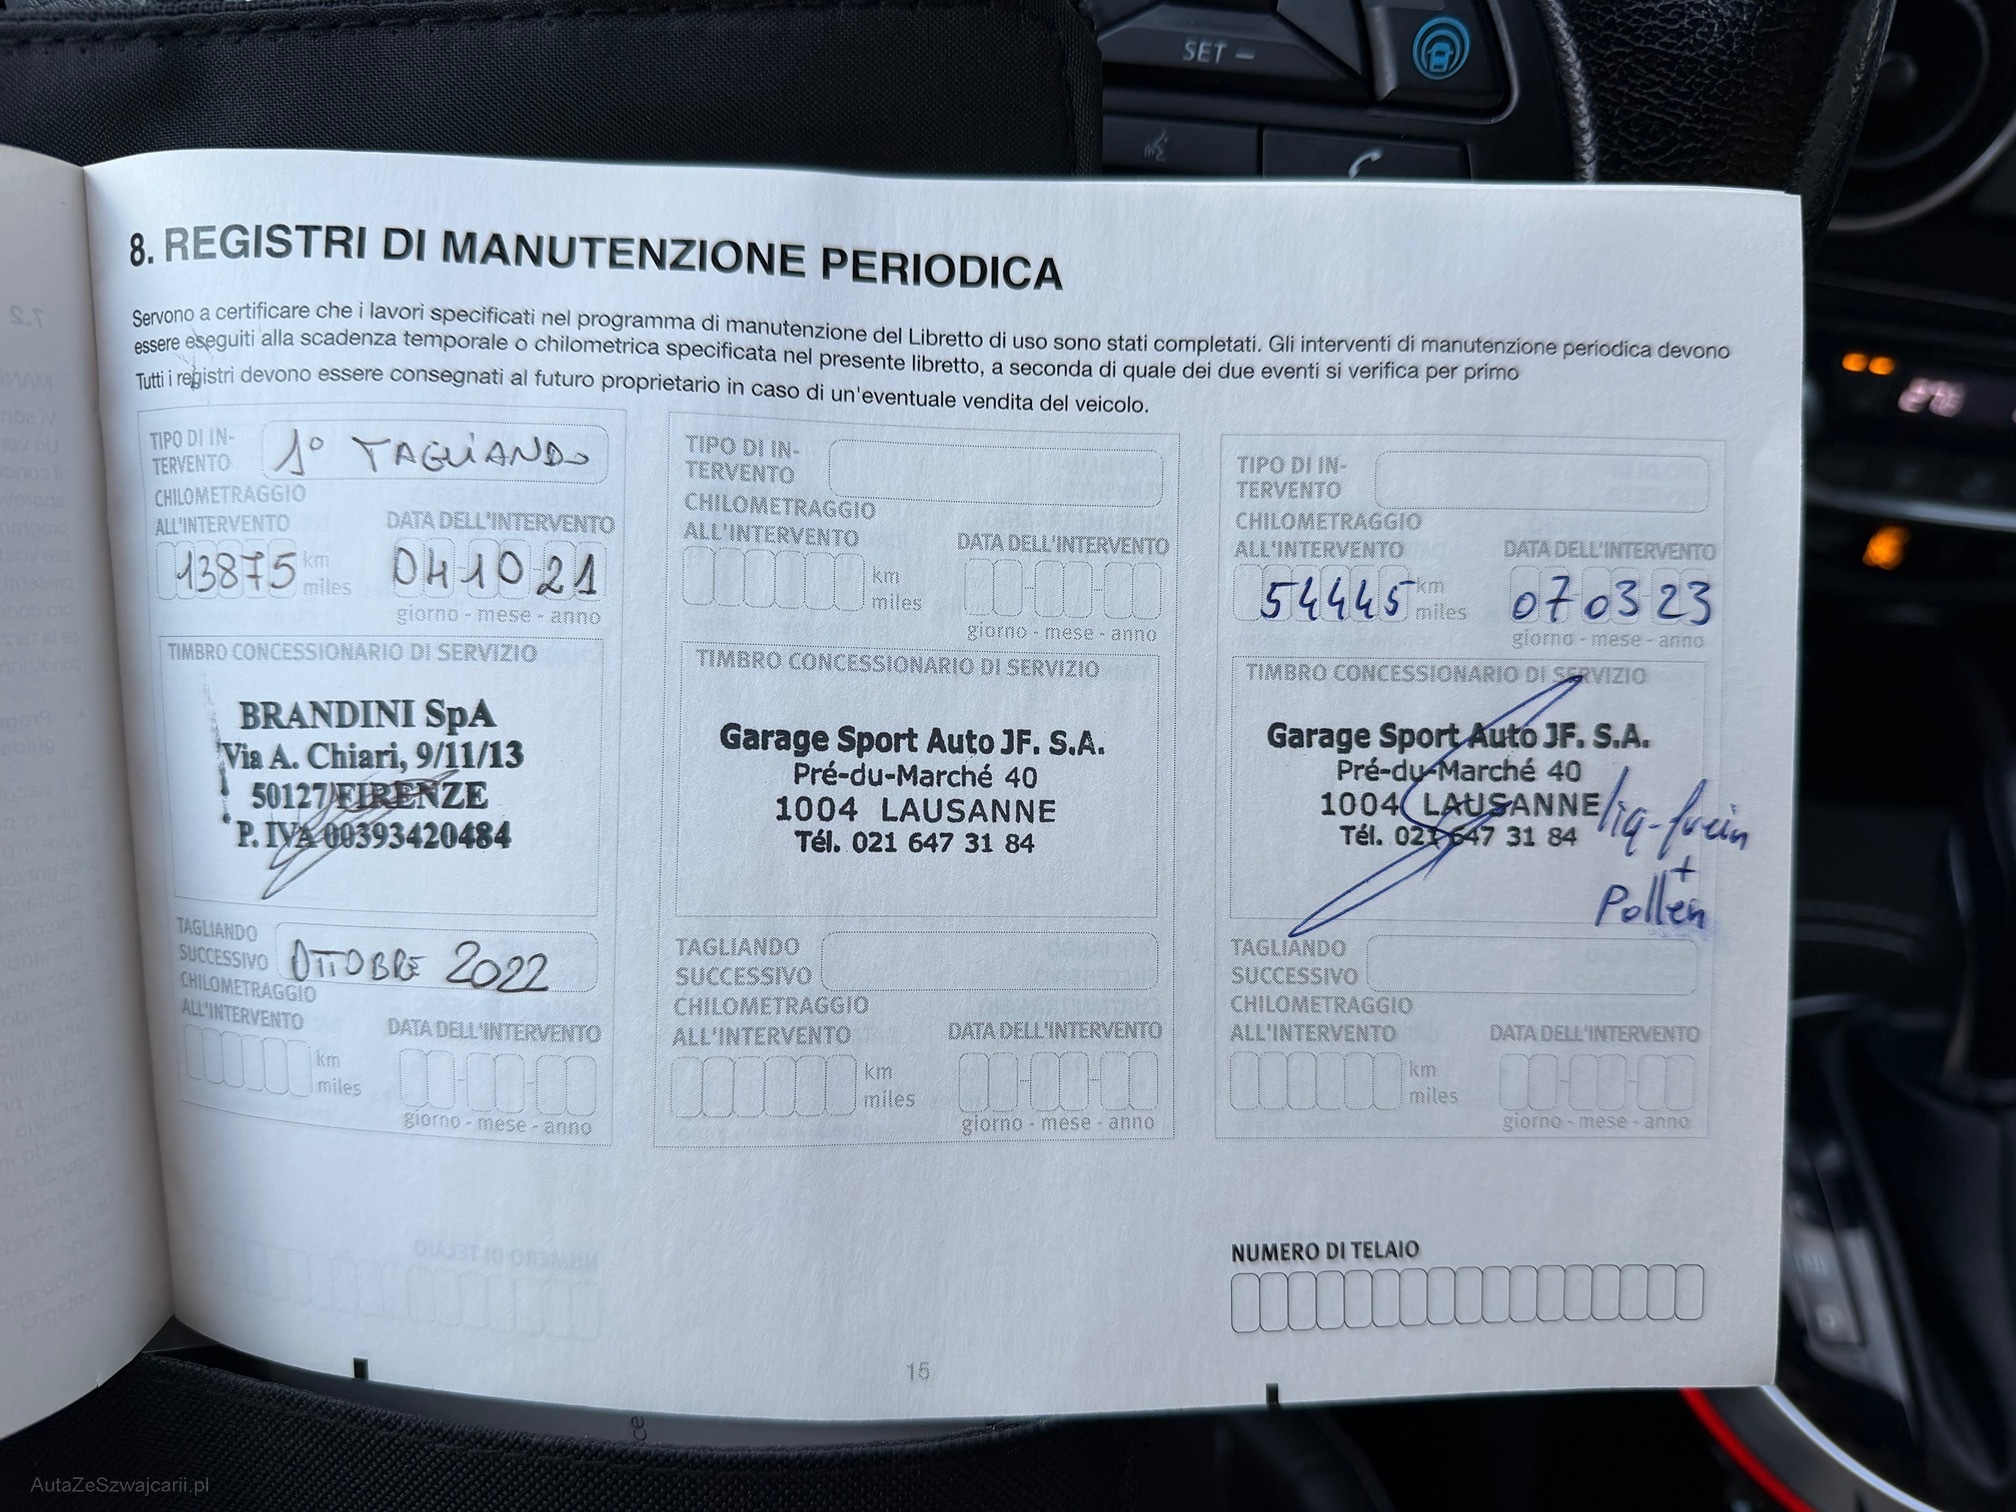 SET –
8. REGISTRI DI MANUTENZIONE PERIODICA
Servono a certificare che i lavori specificati nel programma di manutenzione del Libretto di uso sono stati completati. Gli interventi di manutenzione periodica devono
essere eseguiti alla scadenza temporale o chilometrica specificata nel presente libretto, a seconda di quale dei due eventi si verifica per primo
Tutti i registri devono essere consegnati al futuro proprietario in caso di un'eventuale vendita del veicolo.
TIPO DI IN-
TERVENTO
1° TAGLIANDO
CHILOMETRAGGIO
ALL'INTERVENTO
DATA DELL'INTERVENTO
13875
km
miles
04 10 21
giorno - mese - anno
TIMBRO CONCESSIONARIO DI SERVIZIO
BRANDINI SpA
Via A. Chiari, 9/11/13
50127 FIRENZE
P. IVA 00393420484
TAGLIANDO
SUCCESSIVO
OTTOBRE 2022
CHILOMETRAGGIO
ALL'INTERVENTO
DATA DELL'INTERVENTO
km
miles
giorno - mese - anno
TIPO DI IN-
TERVENTO
CHILOMETRAGGIO
ALL'INTERVENTO
DATA DELL'INTERVENTO
km
miles
giorno - mese - anno
TIMBRO CONCESSIONARIO DI SERVIZIO
Garage Sport Auto JF. S.A.
Pré-du-Marché 40
1004 LAUSANNE
Tél. 021 647 31 84
TAGLIANDO
SUCCESSIVO
CHILOMETRAGGIO
ALL'INTERVENTO
DATA DELL'INTERVENTO
km
miles
giorno - mese - anno
TIPO DI IN-
TERVENTO
CHILOMETRAGGIO
ALL'INTERVENTO
DATA DELL'INTERVENTO
54445
km
miles
07 03 23
giorno - mese - anno
TIMBRO CONCESSIONARIO DI SERVIZIO
Garage Sport Auto JF. S.A.
Pré-du-Marché 40
1004 LAUSANNE
Tél. 021 647 31 84
liq-frein
+
Pollen
TAGLIANDO
SUCCESSIVO
CHILOMETRAGGIO
ALL'INTERVENTO
DATA DELL'INTERVENTO
km
miles
giorno - mese - anno
NUMERO DI TELAIO
15
AutaZeSzwajcarii.pl